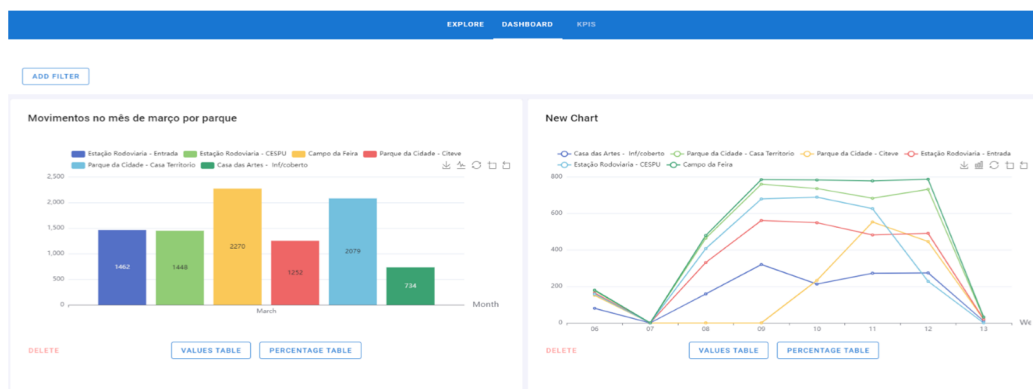 EXPLORE DASHBOARD KPIS
ADD FILTER
Movimentos no mês de março por parque
Estação Rodoviaria - Entrada Estação Rodoviaria - CESPU Campo da Feira Parque da Cidade - Citeve
Parque da Cidade - Casa Territorio Casa das Artes - Inf/coberto
2,500
2,000
1,500
1,000
500
0
1462
1448
2270
1252
2079
734
March
Month
DELETE
VALUES TABLE
PERCENTAGE TABLE
New Chart
Casa das Artes - Inf/coberto Parque da Cidade - Casa Territorio Parque da Cidade - Citeve Estação Rodoviaria - Entrada
Estação Rodoviaria - CESPU Campo da Feira
800
600
400
200
0
06 07 08 09 10 11 12 13
We
DELETE
VALUES TABLE
PERCENTAGE TABLE